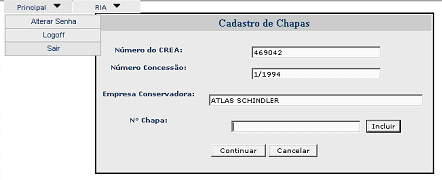 Principal RIA
Alterar Senha
Logoff
Sair
Cadastro de Chapas
Número do CREA: 469042
Número Concessão: 1/1994
Empresa Conservadora: ATLAS SCHINDLER
Nº Chapa: Incluir
Continuar Cancelar